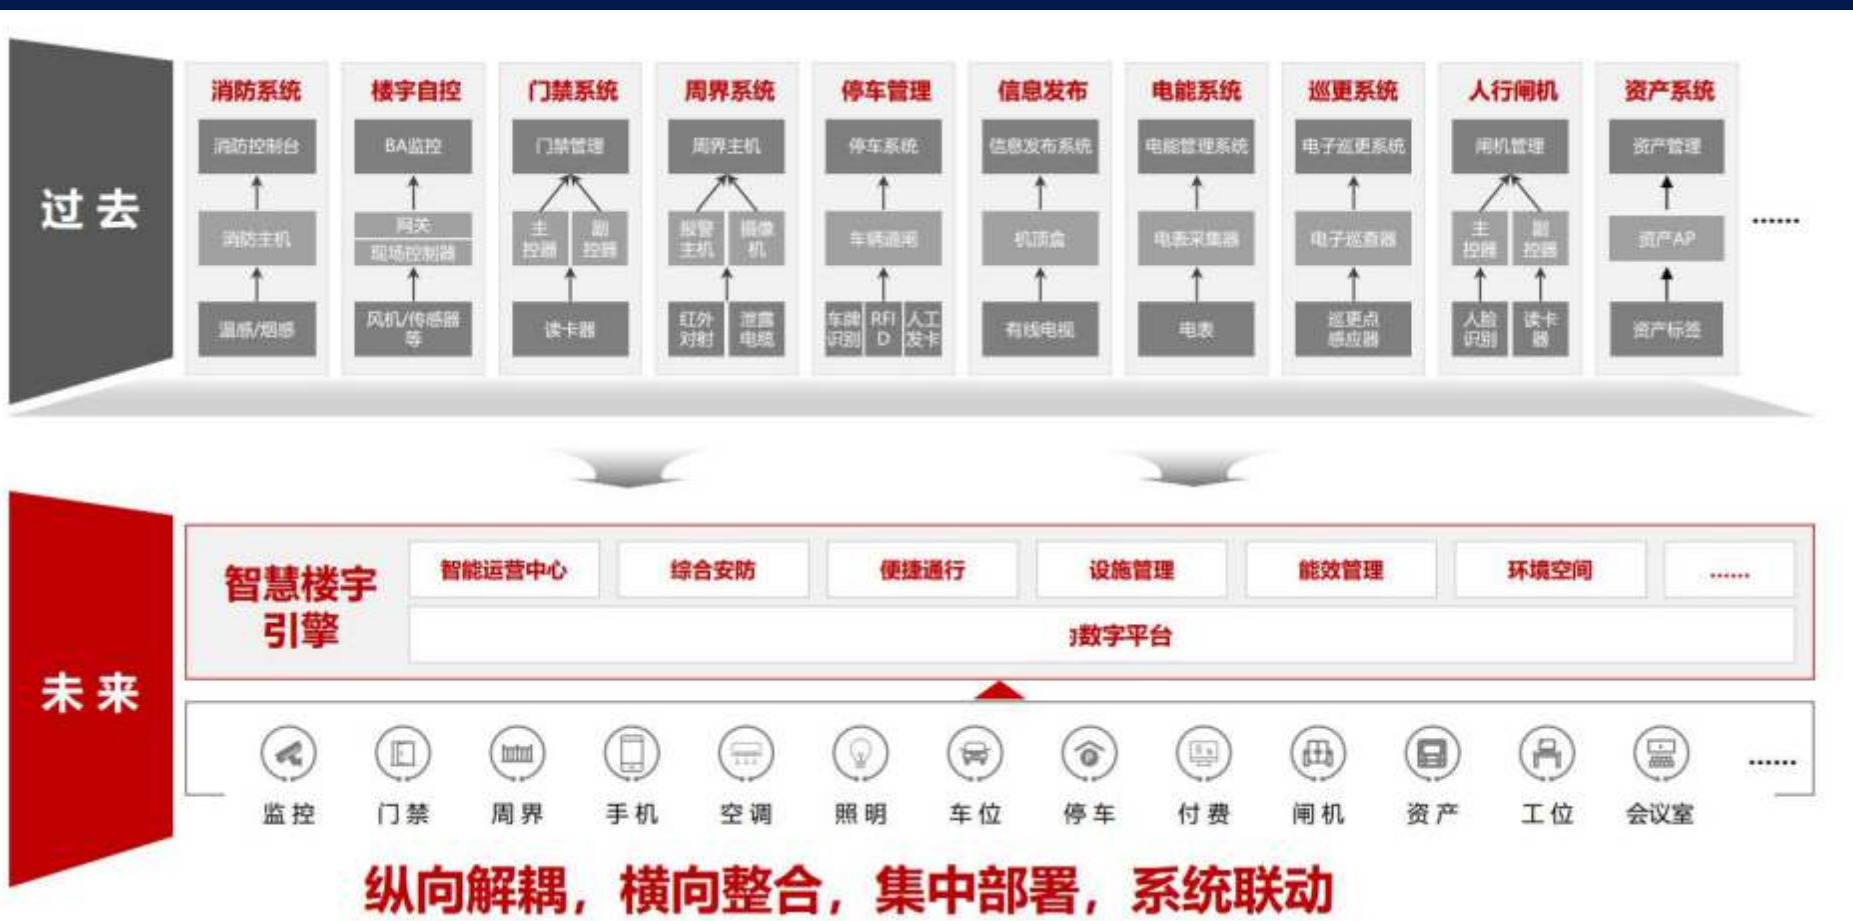 过去
消防系统
消防控制台
消防主机
温感/烟感
楼宇自控
BA监控
网关
现场控制器
风机/传感器
等
门禁系统
门禁管理
主
控器
副
控器
读卡器
周界系统
周界主机
报警
主机
摄像
机
红外
对射
泄露
电缆
停车管理
停车系统
车辆道闸
车牌
识别
RFI
D
人工
发卡
信息发布
信息发布系统
机顶盒
有线电视
电能系统
电能管理系统
电表采集器
电表
巡更系统
电子巡更系统
电子巡查器
巡更点
感应器
人行闸机
闸机管理
主
控器
副
控器
人脸
识别
读卡
器
资产系统
资产管理
资产AP
资产标签
......
未来
智慧楼宇
引擎
智能运营中心
综合安防
便捷通行
设施管理
能效管理
环境空间
......
数字平台
监控
门禁
周界
手机
空调
照明
车位
停车
付费
闸机
资产
工位
会议室
......
纵向解耦，横向整合，集中部署，系统联动